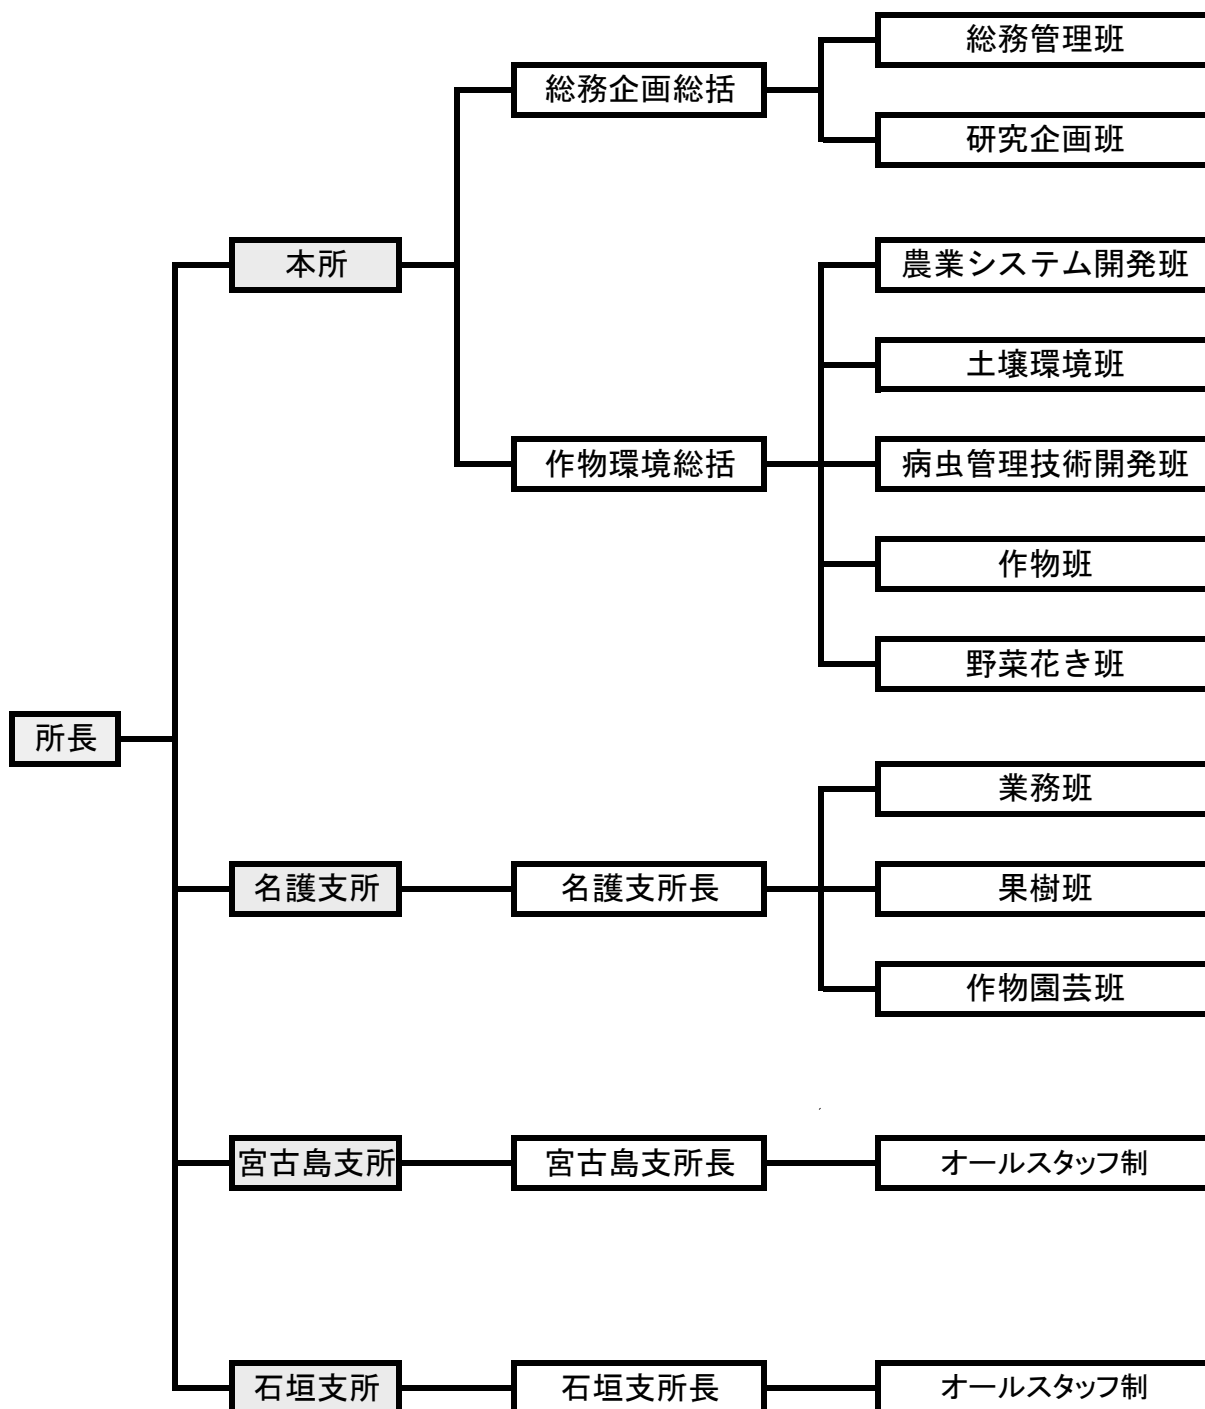 総務管理班
総務企画総括
研究企画班
本所
農業システム開発班
土壌環境班
作物環境総括
病虫管理技術開発班
作物班
野菜花き班
所長
業務班
名護支所
名護支所長
果樹班
作物園芸班
宮古島支所
宮古島支所長
オールスタッフ制
石垣支所
石垣支所長
オールスタッフ制